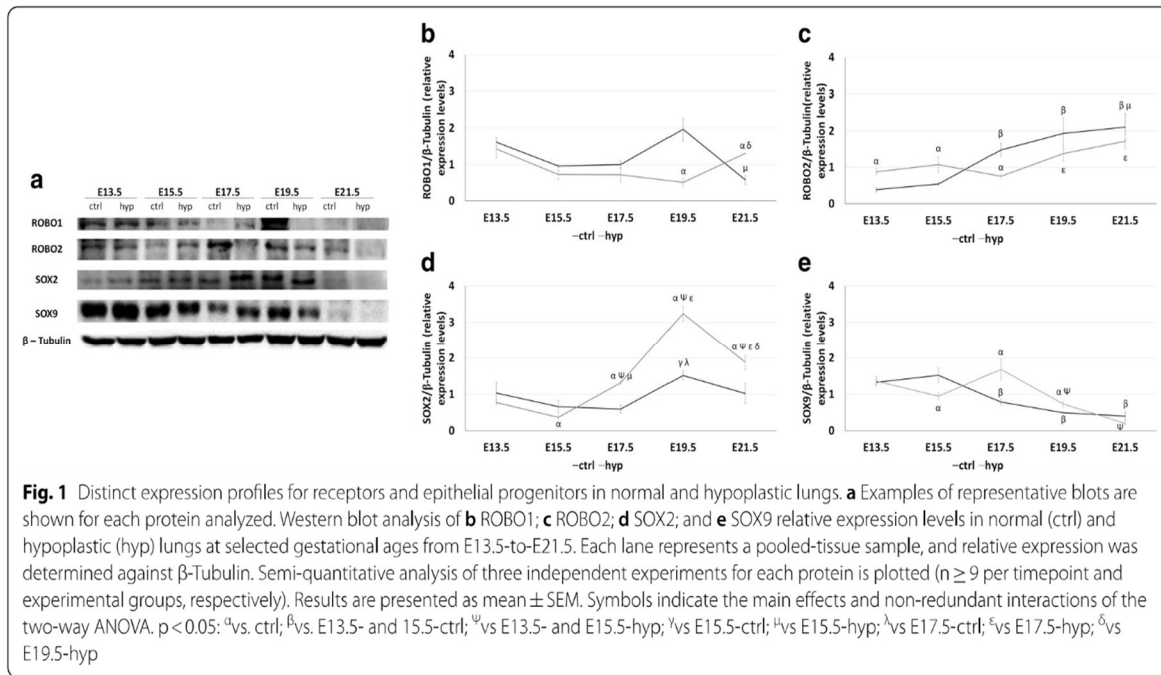 a
E13.5 E15.5 E17.5 E19.5 E21.5
ctrl hyp ctrl hyp ctrl hyp ctrl hyp ctrl hyp
ROBO1
ROBO2
SOX2
SOX9
β – Tubulin
b
ROBO1/β-Tubulin (relative
expression levels)
4
3
2
1
0
α
α δ
μ
E13.5 E15.5 E17.5 E19.5 E21.5
–ctrl –hyp
c
ROBO2/β-Tubulin(relative
expression levels)
4
3
2
1
0
α
α
β
α
β
ε
β μ
ε
E13.5 E15.5 E17.5 E19.5 E21.5
–ctrl –hyp
d
SOX2/β-Tubulin (relative
expression levels)
4
3
2
1
0
α
α Ψ μ
α Ψ ε
γ λ
α Ψ ε δ
E13.5 E15.5 E17.5 E19.5 E21.5
–ctrl –hyp
e
SOX9/β-Tubulin (relative
expression levels)
4
3
2
1
0
α
α
β
α Ψ
β
β
Ψ
E13.5 E15.5 E17.5 E19.5 E21.5
–ctrl –hyp
Fig. 1 Distinct expression profiles for receptors and epithelial progenitors in normal and hypoplastic lungs. a Examples of representative blots are
shown for each protein analyzed. Western blot analysis of b ROBO1; c ROBO2; d SOX2; and e SOX9 relative expression levels in normal (ctrl) and
hypoplastic (hyp) lungs at selected gestational ages from E13.5-to-E21.5. Each lane represents a pooled-tissue sample, and relative expression was
determined against β-Tubulin. Semi-quantitative analysis of three independent experiments for each protein is plotted (n ≥ 9 per timepoint and
experimental groups, respectively). Results are presented as mean ± SEM. Symbols indicate the main effects and non-redundant interactions of the
two-way ANOVA. p < 0.05: αvs. ctrl; βvs. E13.5- and 15.5-ctrl; Ψvs E13.5- and E15.5-hyp; γvs E15.5-ctrl; μvs E15.5-hyp; λvs E17.5-ctrl; εvs E17.5-hyp; δvs
E19.5-hyp